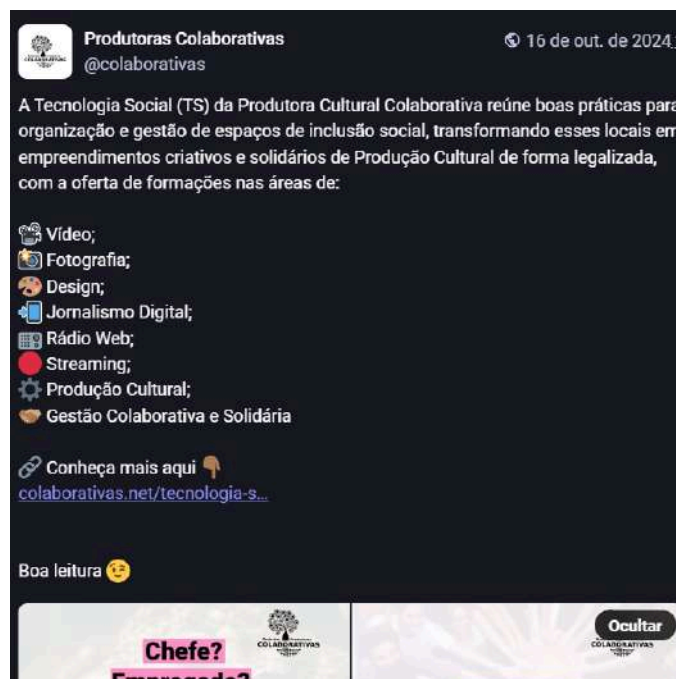 Produtoras Colaborativas
16 de out. de 2024
@colaborativas
A Tecnologia Social (TS) da Produtora Cultural Colaborativa reúne boas práticas para
organização e gestão de espaços de inclusão social, transformando esses locais em
empreendimentos criativos e solidários de Produção Cultural de forma legalizada,
com a oferta de formações nas áreas de:
📽️ Vídeo;
📸 Fotografia;
🎨 Design;
📲 Jornalismo Digital;
🎛️ Rádio Web;
🔴 Streaming;
⚙️ Produção Cultural;
🤝🏾 Gestão Colaborativa e Solidária
🔗 Conheça mais aqui 👇🏾
colaborativas.net/tecnologia-s...
Boa leitura 😉
Ocultar
COLABORATIVAS
COLABORATIVAS
Chefe?
Empregado?